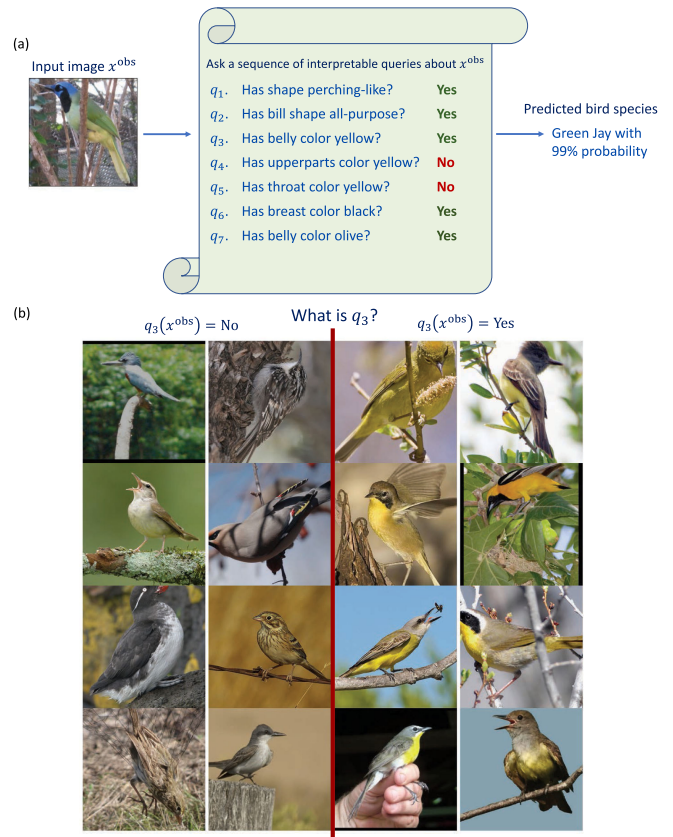 (a)
Input image x^obs
Ask a sequence of interpretable queries about x^obs
q₁. Has shape perching-like? Yes
q₂. Has bill shape all-purpose? Yes
q₃. Has belly color yellow? Yes
q₄. Has upperparts color yellow? No
q₅. Has throat color yellow? No
q₆. Has breast color black? Yes
q₇. Has belly color olive? Yes
Predicted bird species
Green Jay with
99% probability
(b)
What is q₃?
q₃(x^obs) = No
q₃(x^obs) = Yes